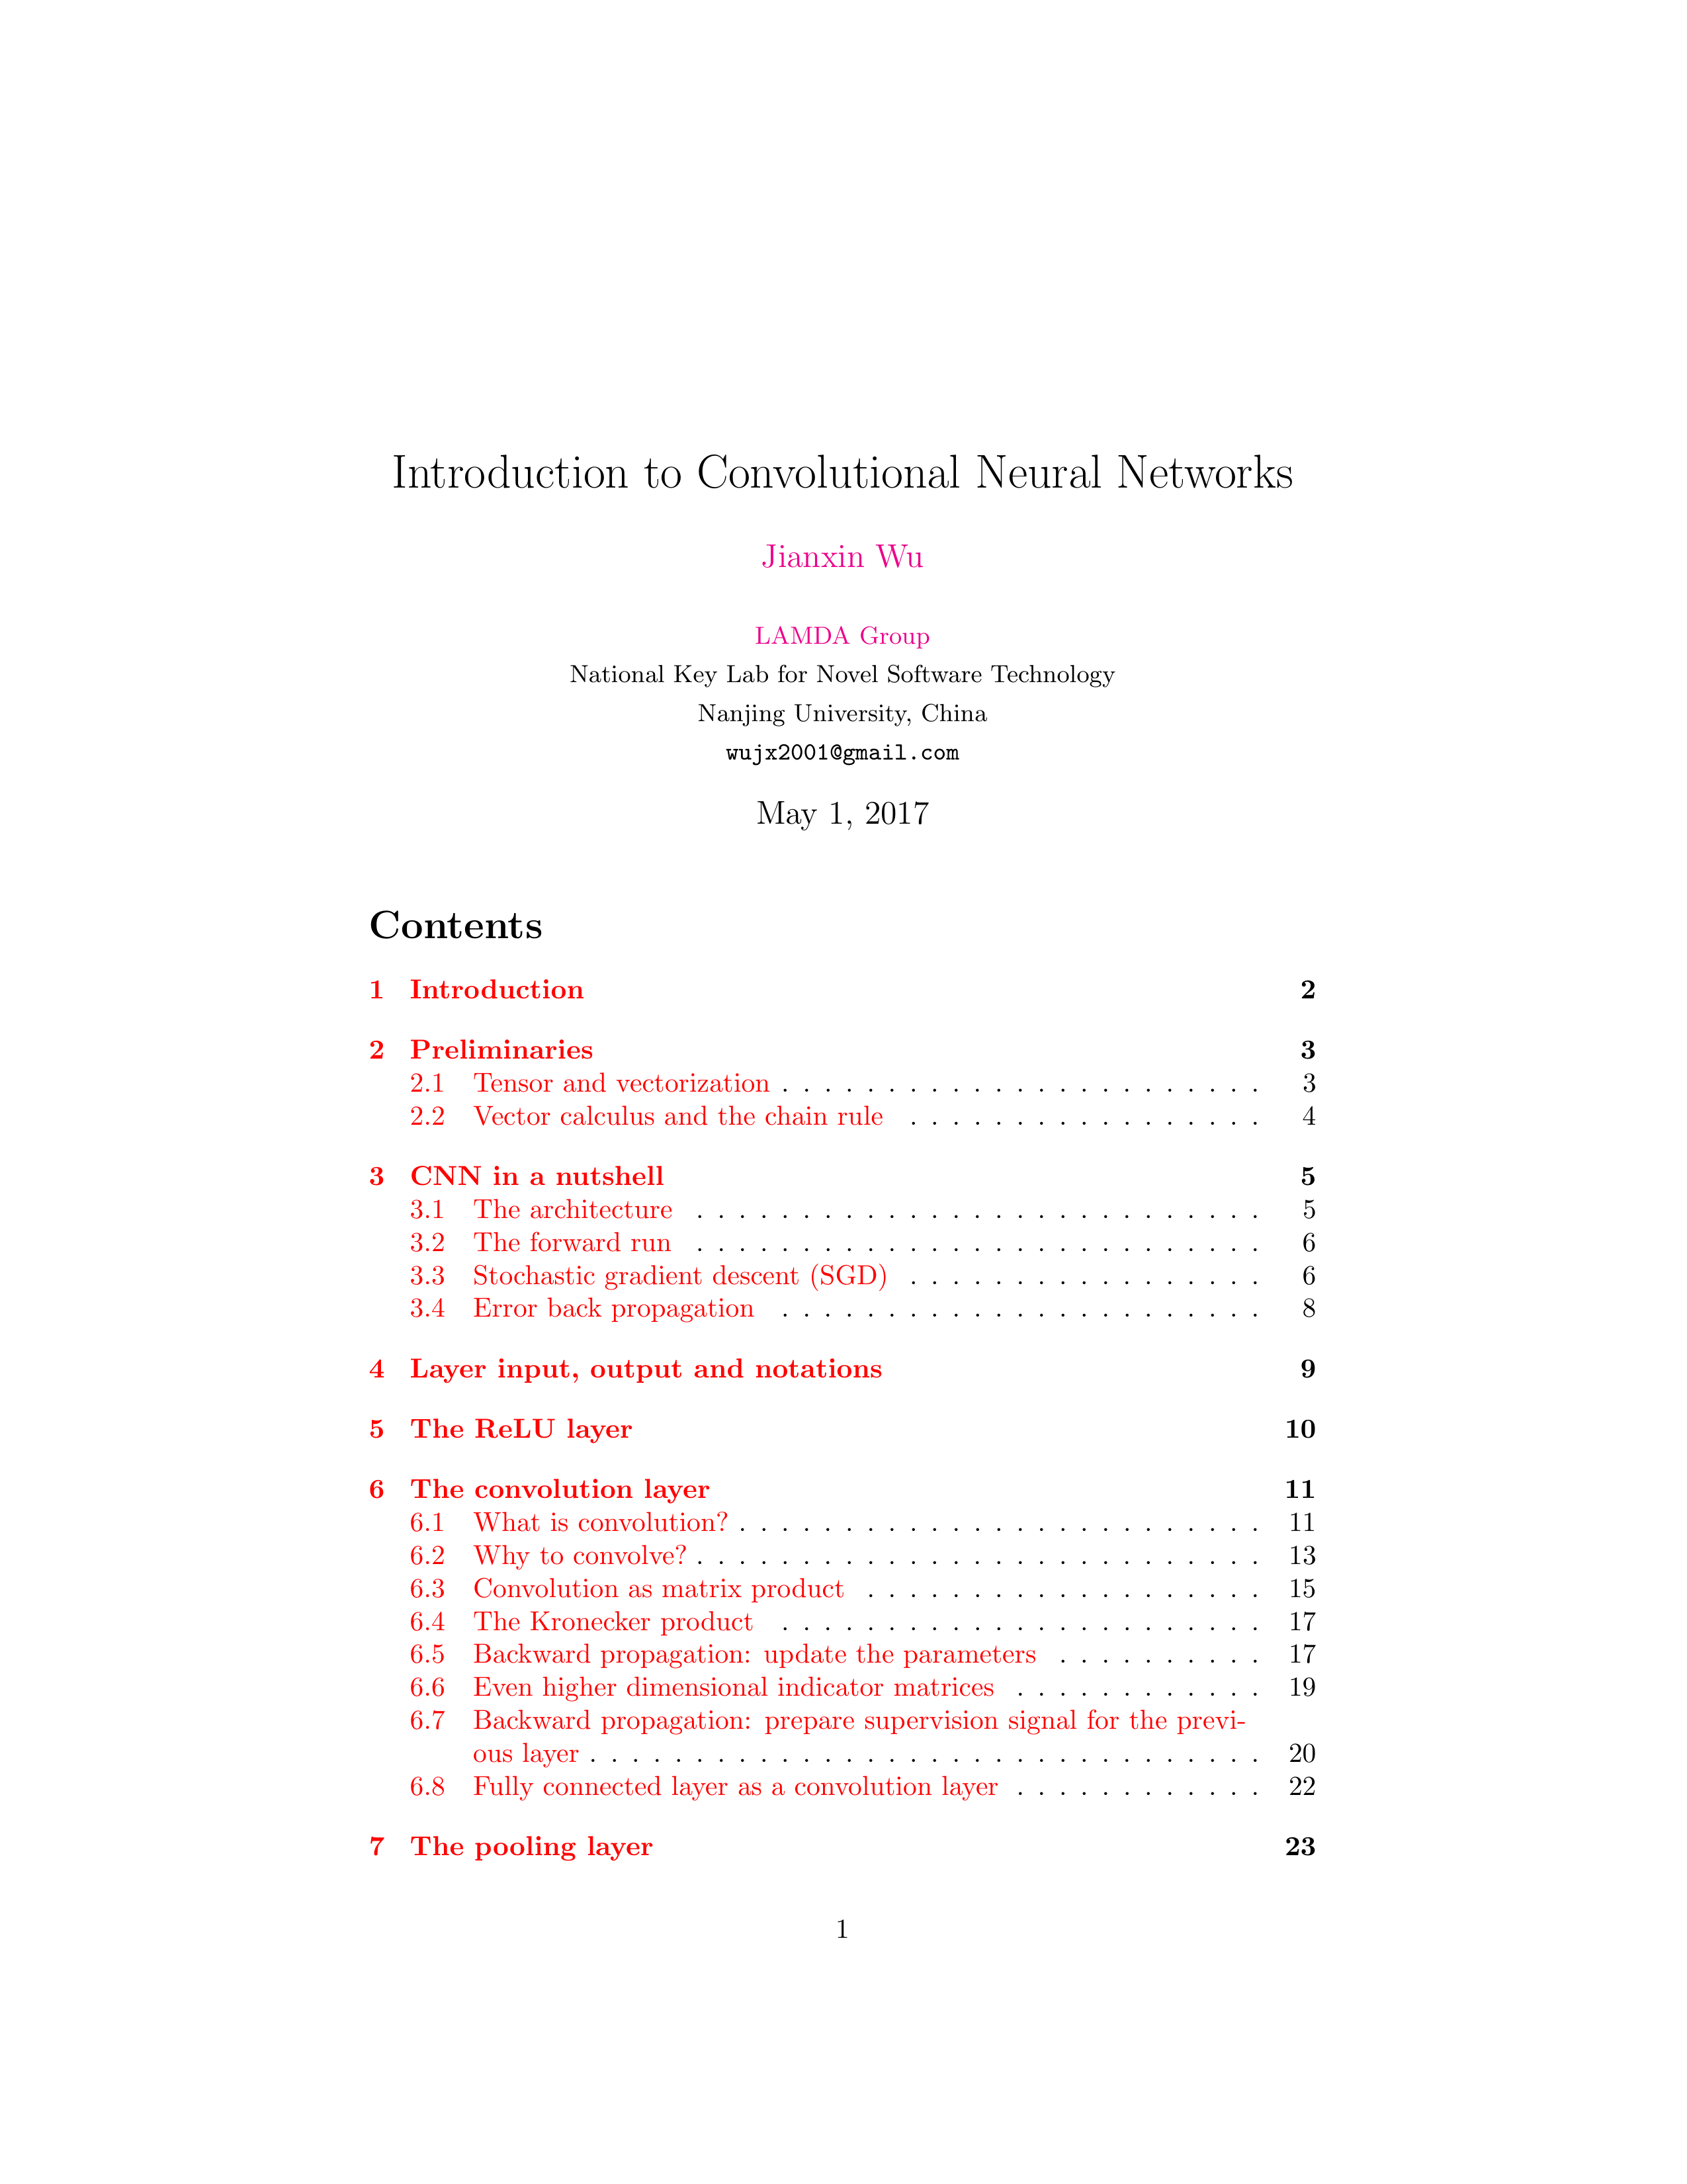 Introduction to Convolutional Neural Networks
Jianxin Wu
LAMDA Group
National Key Lab for Novel Software Technology
Nanjing University, China
wujx2001@gmail.com
May 1, 2017
Contents
1 Introduction 2
2 Preliminaries 3
2.1 Tensor and vectorization . . . . . . . . . . . . . . . . . . . . . . . 3
2.2 Vector calculus and the chain rule . . . . . . . . . . . . . . . . . 4
3 CNN in a nutshell 5
3.1 The architecture . . . . . . . . . . . . . . . . . . . . . . . . . . . 5
3.2 The forward run . . . . . . . . . . . . . . . . . . . . . . . . . . . 6
3.3 Stochastic gradient descent (SGD) . . . . . . . . . . . . . . . . . 6
3.4 Error back propagation . . . . . . . . . . . . . . . . . . . . . . . 8
4 Layer input, output and notations 9
5 The ReLU layer 10
6 The convolution layer 11
6.1 What is convolution? . . . . . . . . . . . . . . . . . . . . . . . . . 11
6.2 Why to convolve? . . . . . . . . . . . . . . . . . . . . . . . . . . . 13
6.3 Convolution as matrix product . . . . . . . . . . . . . . . . . . . 15
6.4 The Kronecker product . . . . . . . . . . . . . . . . . . . . . . . 17
6.5 Backward propagation: update the parameters . . . . . . . . . . 17
6.6 Even higher dimensional indicator matrices . . . . . . . . . . . . 19
6.7 Backward propagation: prepare supervision signal for the previ-
ous layer . . . . . . . . . . . . . . . . . . . . . . . . . . . . . . . . 20
6.8 Fully connected layer as a convolution layer . . . . . . . . . . . . 22
7 The pooling layer 23
1